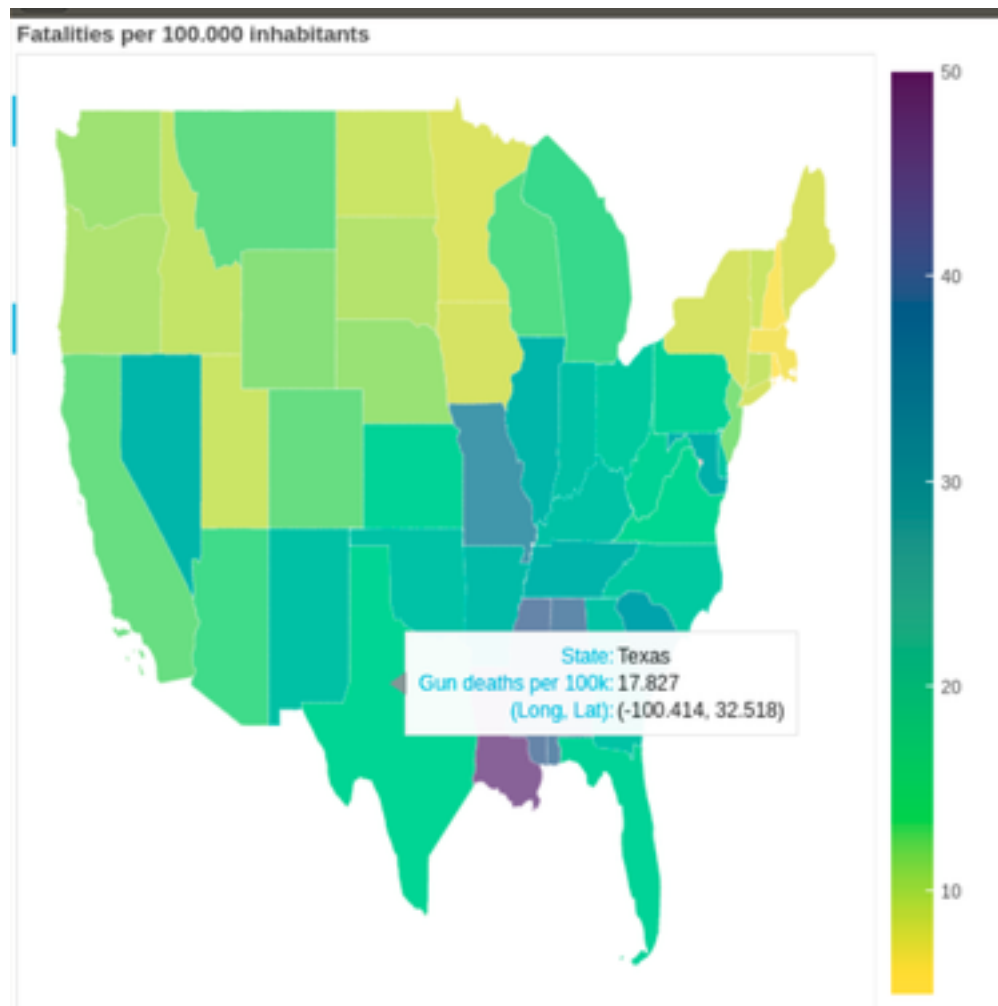 Fatalities per 100.000 inhabitants
50
40
30
20
10
State: Texas
Gun deaths per 100k: 17.827
(Long, Lat): (-100.414, 32.518)